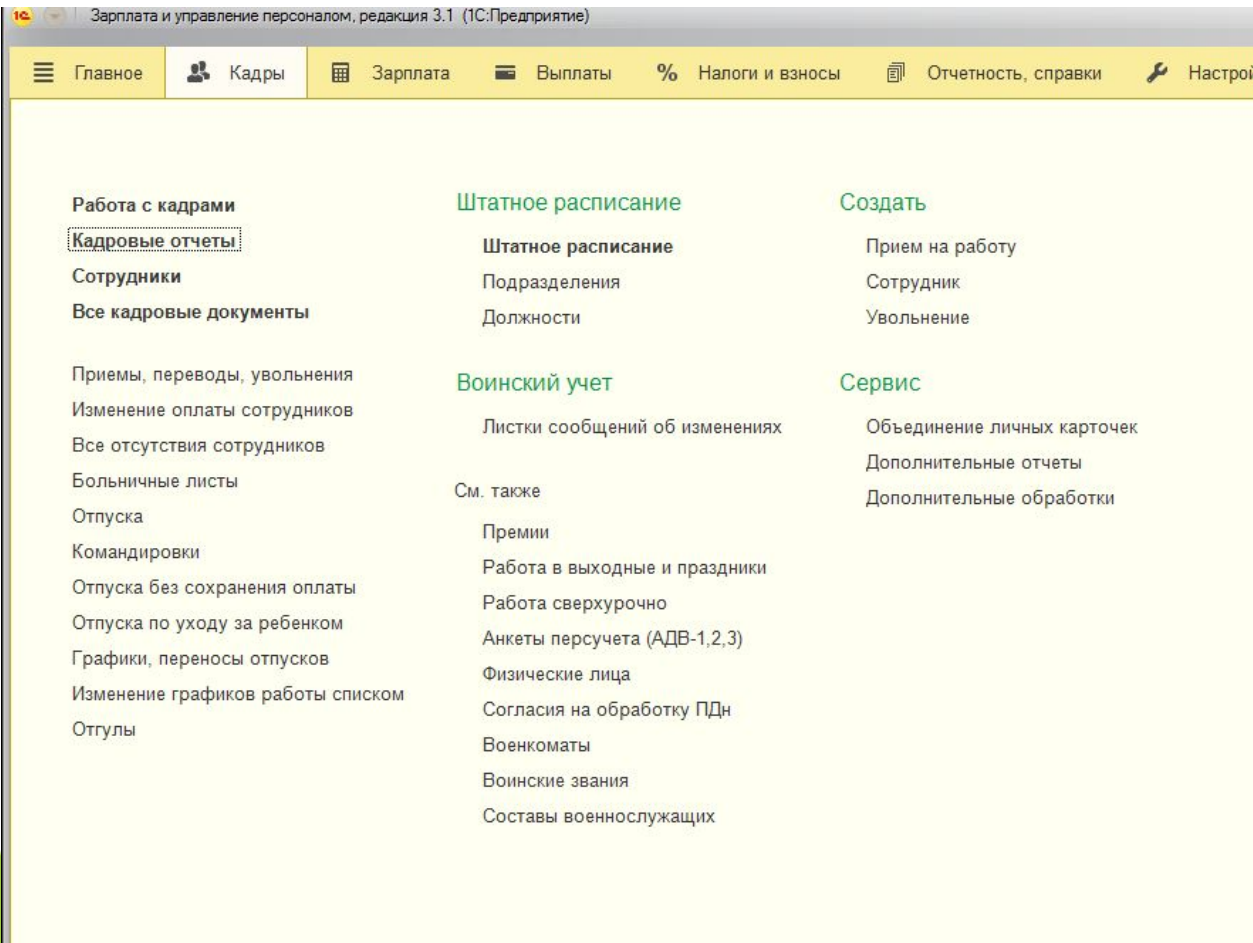 Зарплата и управление персоналом, редакция 3.1 (1С:Предприятие)
Главное Кадры Зарплата Выплаты % Налоги и взносы Отчетность, справки Настрой
Работа с кадрами
Кадровые отчеты
Сотрудники
Все кадровые документы
Приемы, переводы, увольнения
Изменение оплаты сотрудников
Все отсутствия сотрудников
Больничные листы
Отпуска
Командировки
Отпуска без сохранения оплаты
Отпуска по уходу за ребенком
Графики, переносы отпусков
Изменение графиков работы списком
Отгулы
Штатное расписание
Штатное расписание
Подразделения
Должности
Воинский учет
Листки сообщений об изменениях
См. также
Премии
Работа в выходные и праздники
Работа сверхурочно
Анкеты персучета (АДВ-1,2,3)
Физические лица
Согласия на обработку ПДн
Военкоматы
Воинские звания
Составы военнослужащих
Создать
Прием на работу
Сотрудник
Увольнение
Сервис
Объединение личных карточек
Дополнительные отчеты
Дополнительные обработки